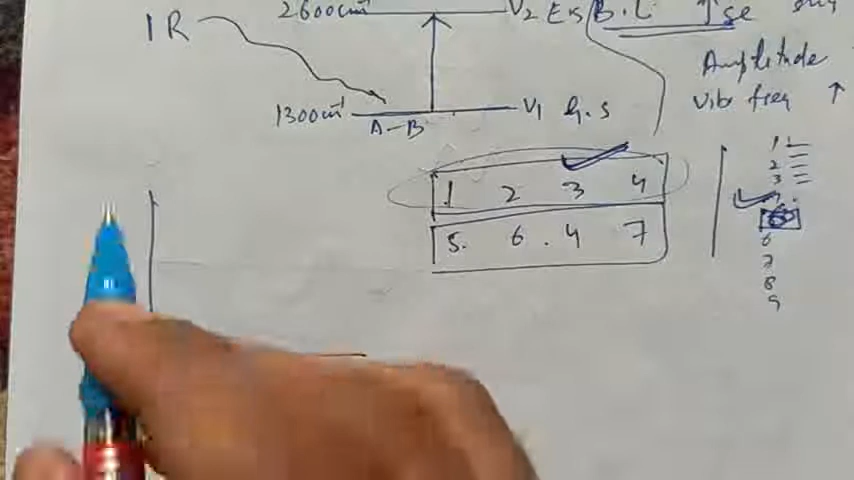 IR
2600cm⁻¹ V2 E.s
B.L ↑se
Amplitude
Vib freq ↑
1300cm⁻¹ V1 G.s
A-B
1 2 3 4
5. 6. 4 7
1
2
3
6
7
8
9